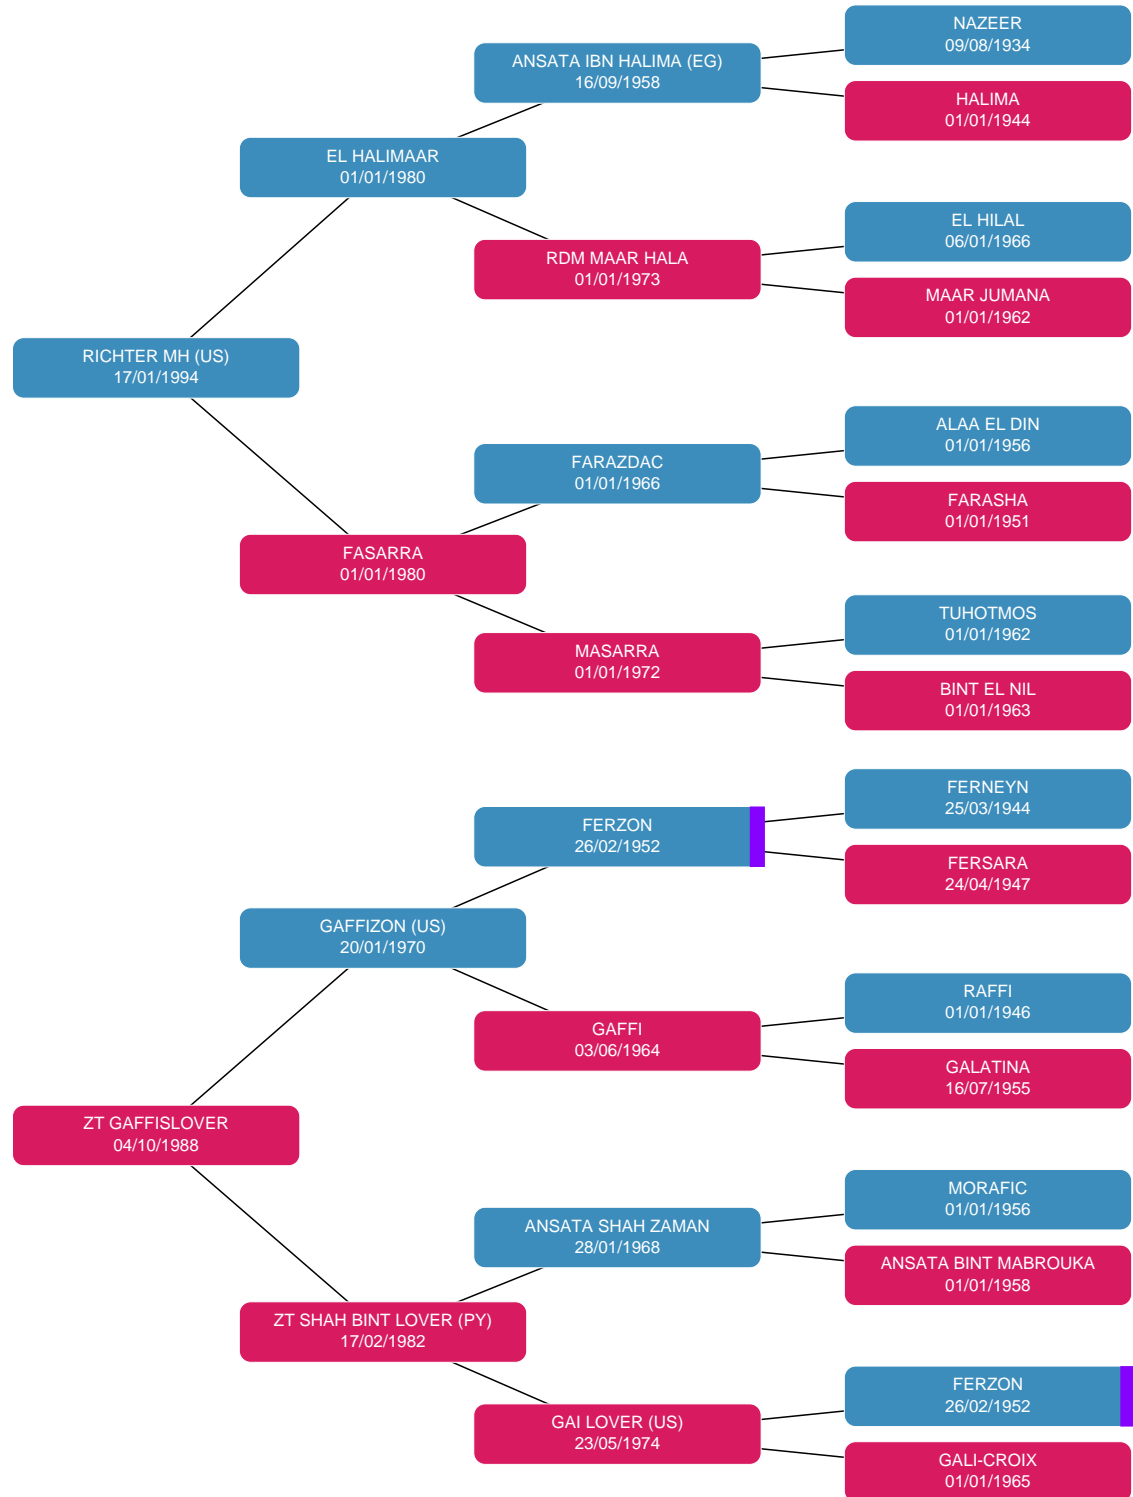 NAZEER
09/08/1934
ANSATA IBN HALIMA (EG)
16/09/1958
HALIMA
01/01/1944
EL HALIMAAR
01/01/1980
EL HILAL
06/01/1966
RDM MAAR HALA
01/01/1973
MAAR JUMANA
01/01/1962
RICHTER MH (US)
17/01/1994
ALAA EL DIN
01/01/1956
FARAZDAC
01/01/1966
FARASHA
01/01/1951
FASARRA
01/01/1980
TUHOTMOS
01/01/1962
MASARRA
01/01/1972
BINT EL NIL
01/01/1963
FERNEYN
25/03/1944
FERZON
26/02/1952
FERSARA
24/04/1947
GAFFIZON (US)
20/01/1970
RAFFI
01/01/1946
GAFFI
03/06/1964
GALATINA
16/07/1955
ZT GAFFISLOVER
04/10/1988
MORAFIC
01/01/1956
ANSATA SHAH ZAMAN
28/01/1968
ANSATA BINT MABROUKA
01/01/1958
ZT SHAH BINT LOVER (PY)
17/02/1982
FERZON
26/02/1952
GAI LOVER (US)
23/05/1974
GALI-CROIX
01/01/1965